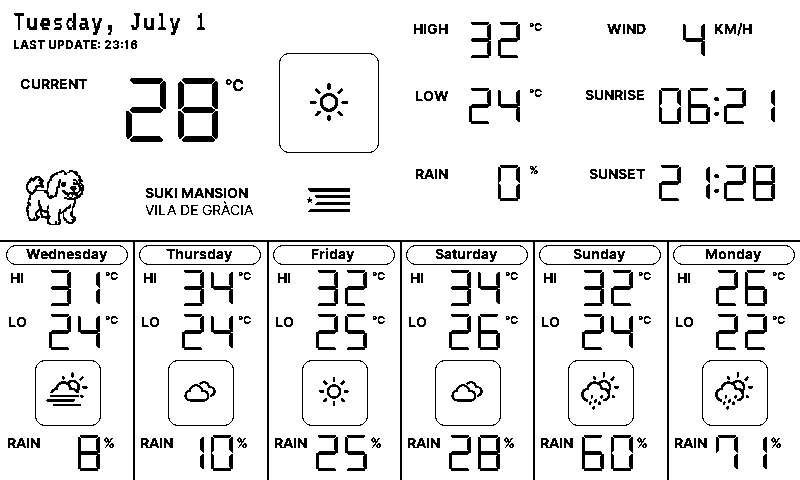 Tuesday, July 1
LAST UPDATE: 23:16
CURRENT 28 °C
HIGH 32 °C
LOW 24 °C
RAIN 0 %
WIND 4 KM/H
SUNRISE 06:21
SUNSET 21:28
SUKI MANSION
VILA DE GRÀCIA
Wednesday
HI 31 °C
LO 24 °C
RAIN 8 %
Thursday
HI 34 °C
LO 24 °C
RAIN 10 %
Friday
HI 32 °C
LO 25 °C
RAIN 25 %
Saturday
HI 34 °C
LO 26 °C
RAIN 28 %
Sunday
HI 32 °C
LO 24 °C
RAIN 60 %
Monday
HI 26 °C
LO 22 °C
RAIN 71 %